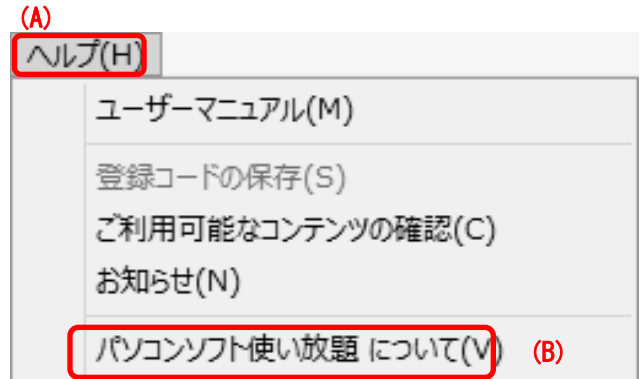 (A)
ヘルプ(H)
ユーザーマニュアル(M)
登録コードの保存(S)
ご利用可能なコンテンツの確認(C)
お知らせ(N)
パソコンソフト使い放題 について(V) (B)